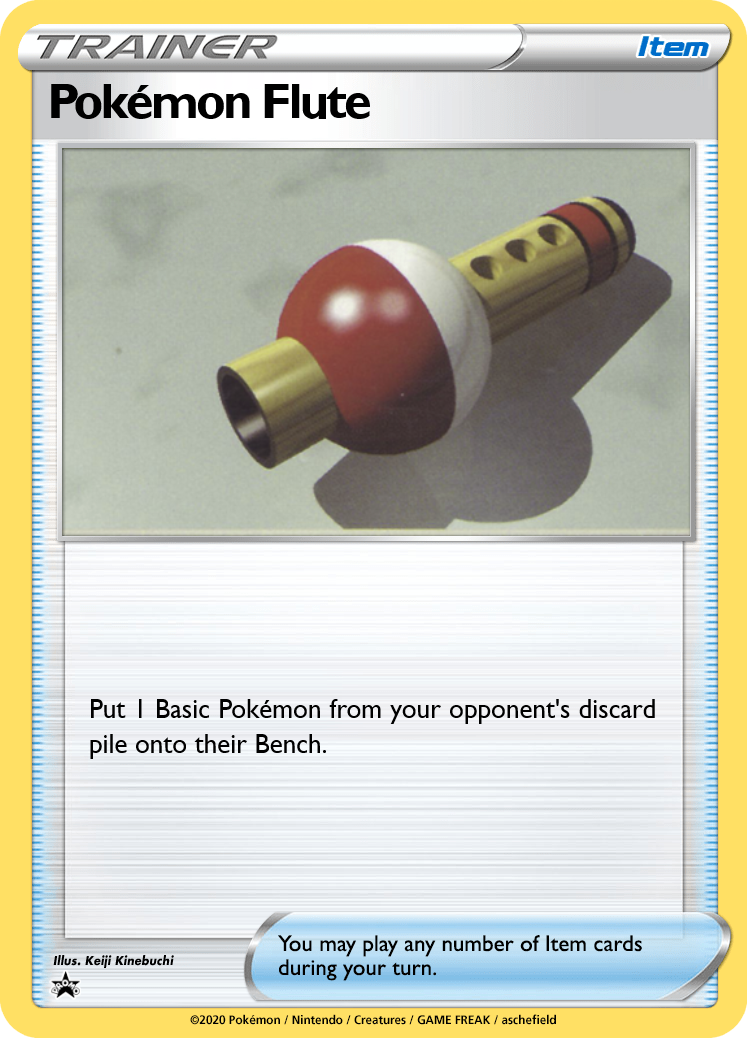 TRAINER
Item
Pokémon Flute
Put 1 Basic Pokémon from your opponent's discard
pile onto their Bench.
You may play any number of Item cards
during your turn.
Illus. Keiji Kinebuchi
PROMO
©2020 Pokémon / Nintendo / Creatures / GAME FREAK / aschefield